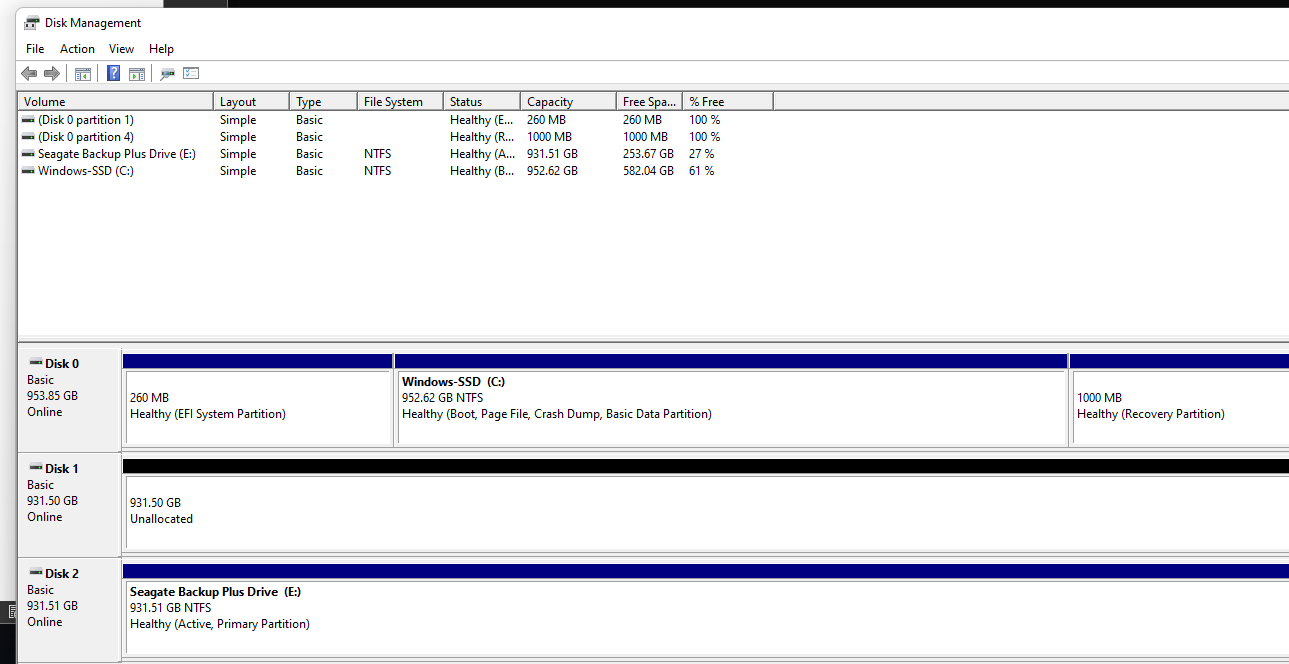 Disk Management
File Action View Help
Volume Layout Type File System Status Capacity Free Spa... % Free
(Disk 0 partition 1) Simple Basic Healthy (E... 260 MB 260 MB 100 %
(Disk 0 partition 4) Simple Basic Healthy (R... 1000 MB 1000 MB 100 %
Seagate Backup Plus Drive (E:) Simple Basic NTFS Healthy (A... 931.51 GB 253.67 GB 27 %
Windows-SSD (C:) Simple Basic NTFS Healthy (B... 952.62 GB 582.04 GB 61 %
Disk 0
Basic
953.85 GB
Online
260 MB
Healthy (EFI System Partition)
Windows-SSD (C:)
952.62 GB NTFS
Healthy (Boot, Page File, Crash Dump, Basic Data Partition)
1000 MB
Healthy (Recovery Partition)
Disk 1
Basic
931.50 GB
Online
931.50 GB
Unallocated
Disk 2
Basic
931.51 GB
Online
Seagate Backup Plus Drive (E:)
931.51 GB NTFS
Healthy (Active, Primary Partition)